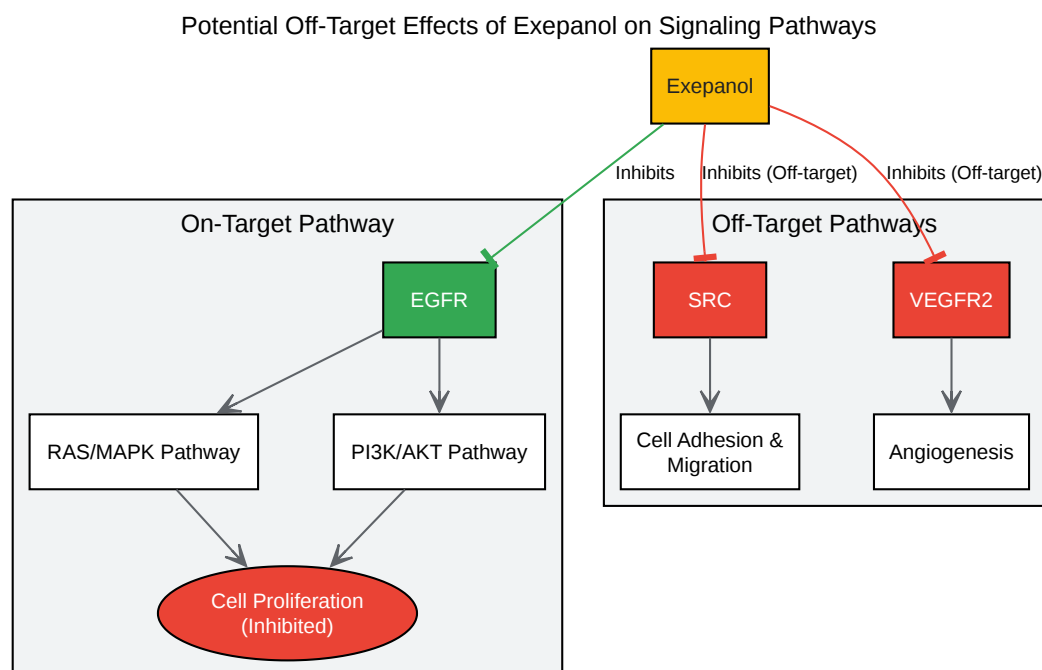 Potential Off-Target Effects of Exepanol on Signaling Pathways
Exepanol
Inhibits
Inhibits (Off-target)
Inhibits (Off-target)
On-Target Pathway
Off-Target Pathways
EGFR
SRC
VEGFR2
RAS/MAPK Pathway
PI3K/AKT Pathway
Cell Adhesion &
Migration
Angiogenesis
Cell Proliferation
(Inhibited)